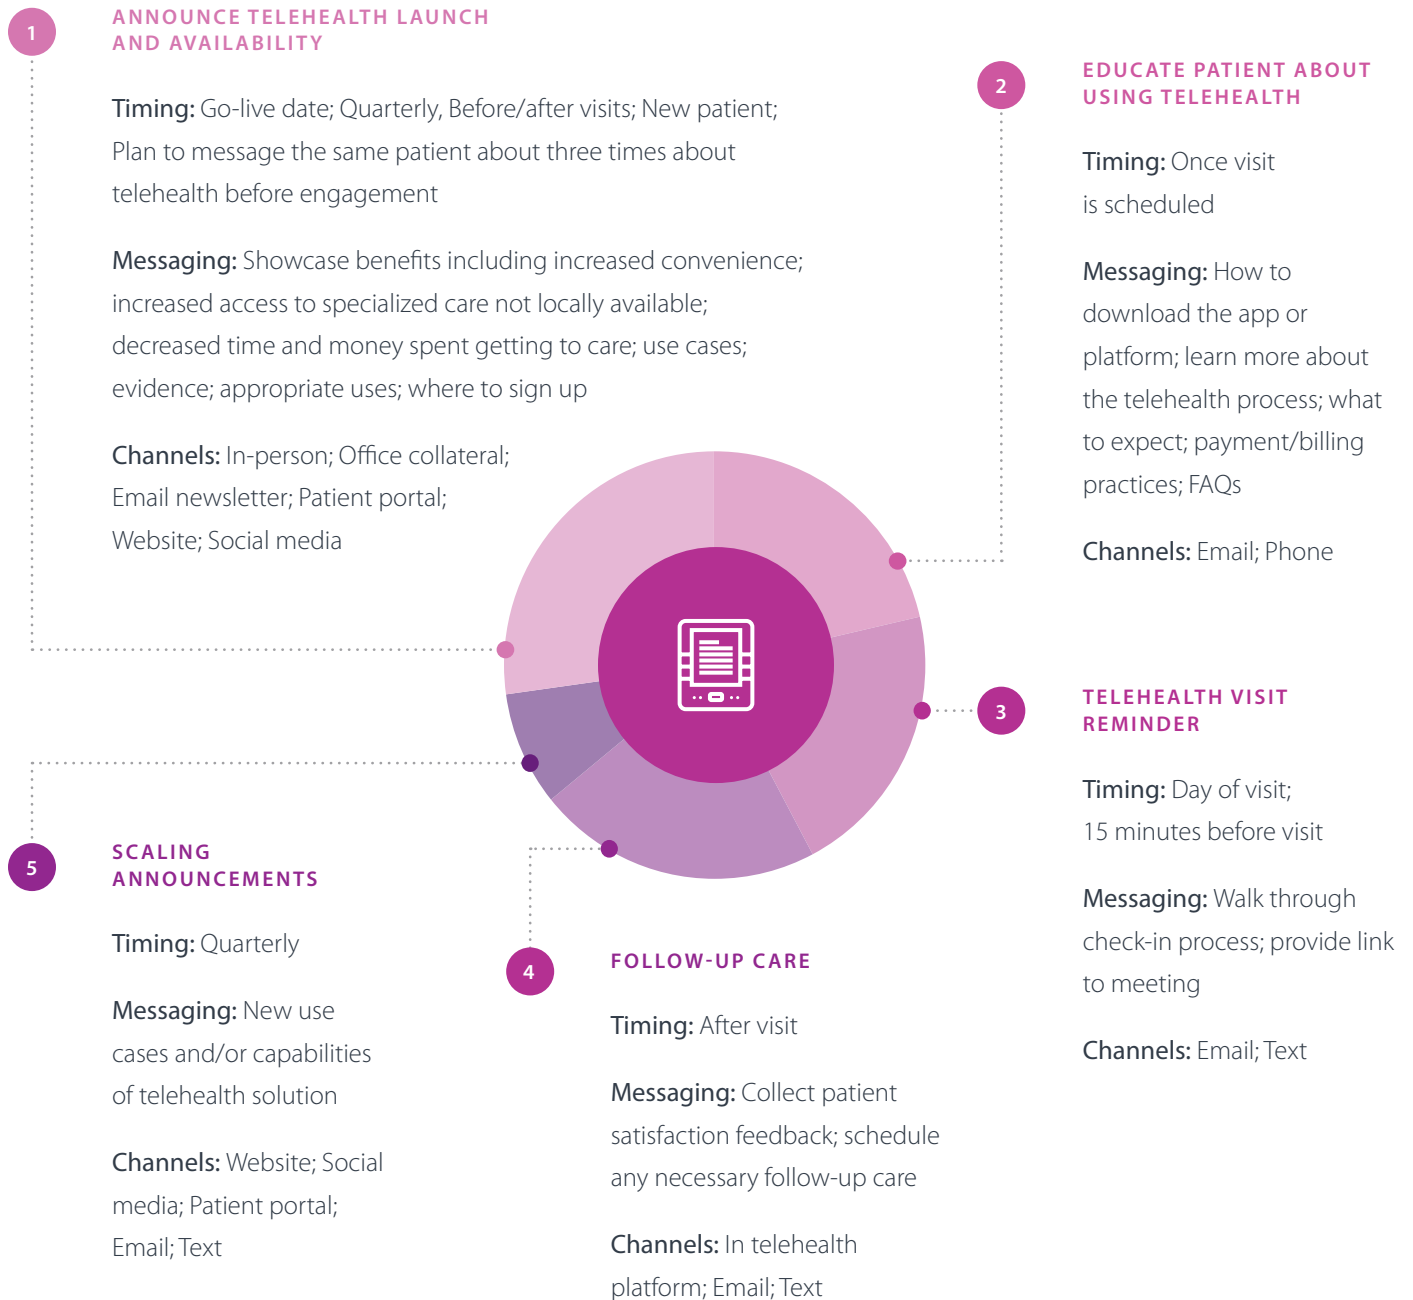 1
ANNOUNCE TELEHEALTH LAUNCH
AND AVAILABILITY
Timing: Go-live date; Quarterly, Before/after visits; New patient;
Plan to message the same patient about three times about
telehealth before engagement
Messaging: Showcase benefits including increased convenience;
increased access to specialized care not locally available;
decreased time and money spent getting to care; use cases;
evidence; appropriate uses; where to sign up
Channels: In-person; Office collateral;
Email newsletter; Patient portal;
Website; Social media
2
EDUCATE PATIENT ABOUT
USING TELEHEALTH
Timing: Once visit
is scheduled
Messaging: How to
download the app or
platform; learn more about
the telehealth process; what
to expect; payment/billing
practices; FAQs
Channels: Email; Phone
3
TELEHEALTH VISIT
REMINDER
Timing: Day of visit;
15 minutes before visit
Messaging: Walk through
check-in process; provide link
to meeting
Channels: Email; Text
4
FOLLOW-UP CARE
Timing: After visit
Messaging: Collect patient
satisfaction feedback; schedule
any necessary follow-up care
Channels: In telehealth
platform; Email; Text
5
SCALING
ANNOUNCEMENTS
Timing: Quarterly
Messaging: New use
cases and/or capabilities
of telehealth solution
Channels: Website; Social
media; Patient portal;
Email; Text